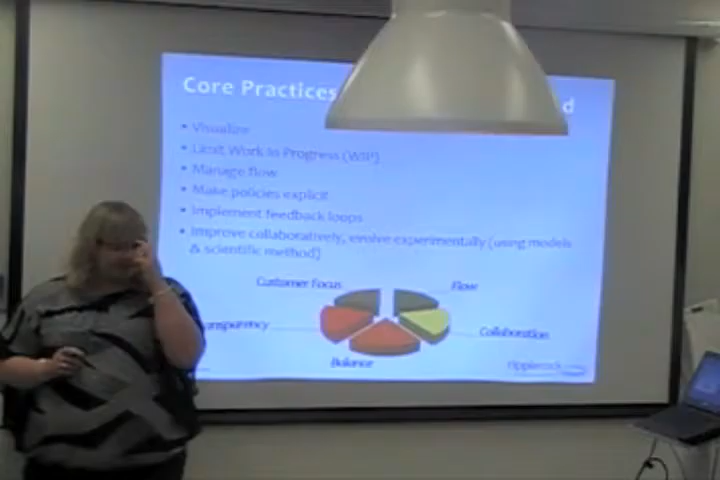 Core Practices
d
• Visualize
• Limit Work In Progress (WIP)
• Manage flow
• Make policies explicit
• Implement feedback loops
• Improve collaboratively, evolve experimentally (using models
& scientific method)
Customer Focus
Flow
ansparency
Collaboration
Balance